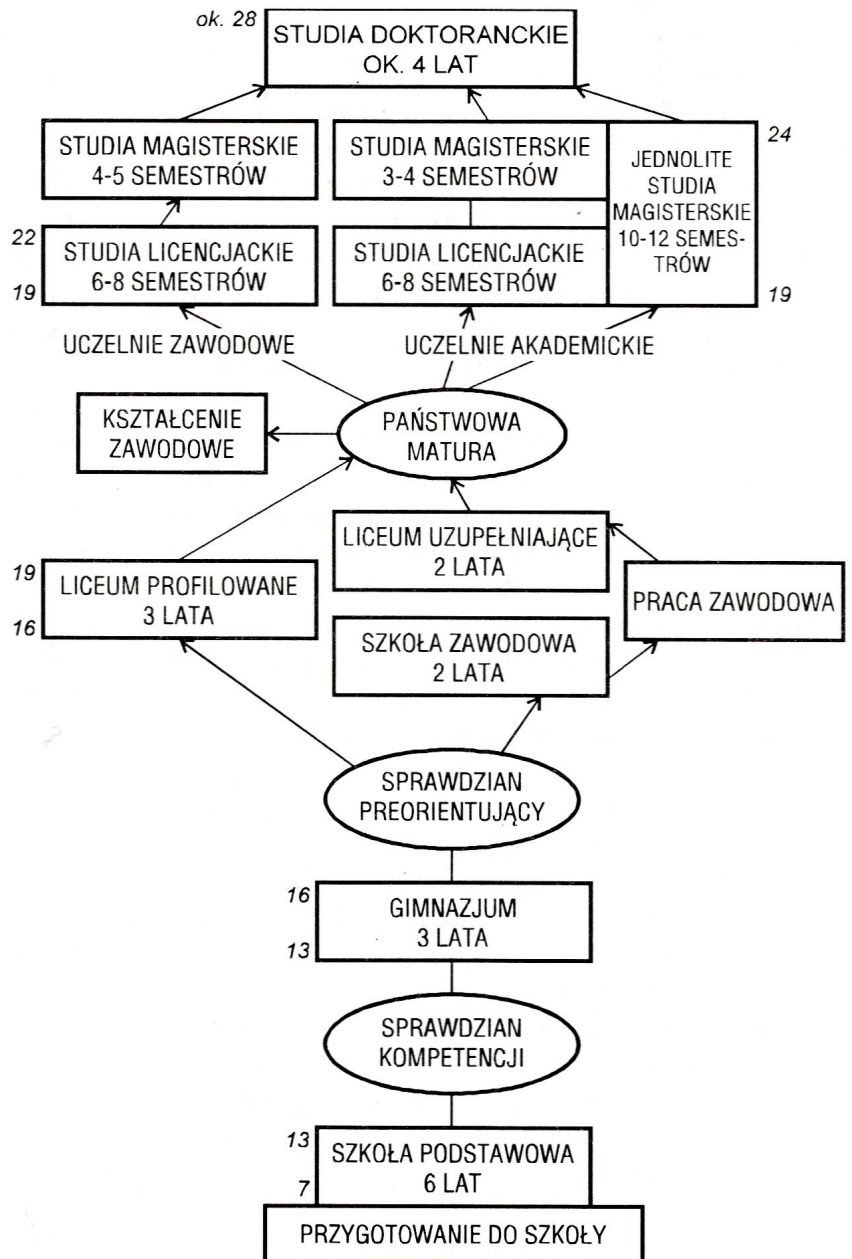 ok. 28
STUDIA DOKTORANCKIE
OK. 4 LAT
STUDIA MAGISTERSKIE
4-5 SEMESTRÓW
STUDIA MAGISTERSKIE
3-4 SEMESTRÓW
24
JEDNOLITE
STUDIA
MAGISTERSKIE
10-12 SEMES-
TRÓW
19
22
STUDIA LICENCJACKIE
6-8 SEMESTRÓW
19
STUDIA LICENCJACKIE
6-8 SEMESTRÓW
UCZELNIE ZAWODOWE
UCZELNIE AKADEMICKIE
KSZTAŁCENIE
ZAWODOWE
PAŃSTWOWA
MATURA
LICEUM UZUPEŁNIAJĄCE
2 LATA
19
LICEUM PROFILOWANE
3 LATA
16
PRACA ZAWODOWA
SZKOŁA ZAWODOWA
2 LATA
SPRAWDZIAN
PREORIENTUJĄCY
16
GIMNAZJUM
3 LATA
13
SPRAWDZIAN
KOMPETENCJI
13
SZKOŁA PODSTAWOWA
6 LAT
7
PRZYGOTOWANIE DO SZKOŁY